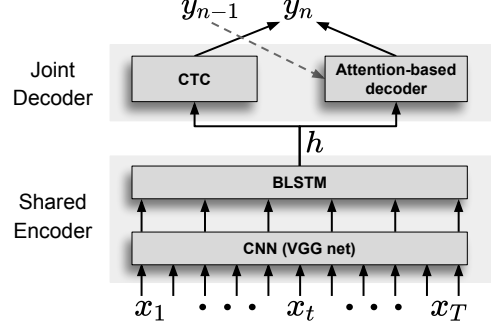 y_{n-1} y_n
Joint Decoder
CTC
Attention-based decoder
h
Shared Encoder
BLSTM
CNN (VGG net)
x_1 · · · x_t · · · x_T